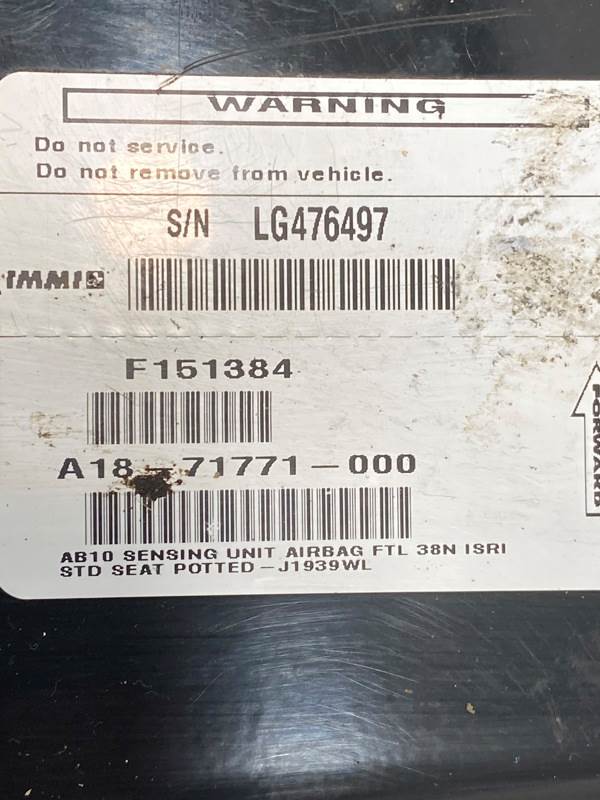 WARNING
Do not service.
Do not remove from vehicle.
S/N LG476497
IMMI
F151384
A18-71771-000
FORWARD
AB10 SENSING UNIT AIRBAG FTL 38N ISRI
STD SEAT POTTED-J1939WL